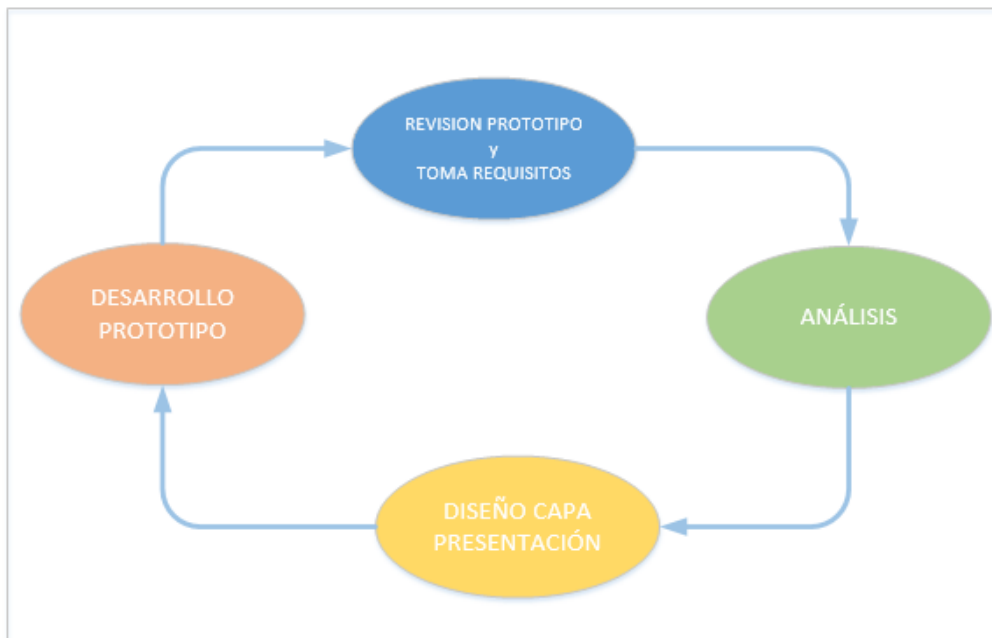 REVISION PROTOTIPO
y
TOMA REQUISITOS
ANÁLISIS
DISEÑO CAPA
PRESENTACIÓN
DESARROLLO
PROTOTIPO